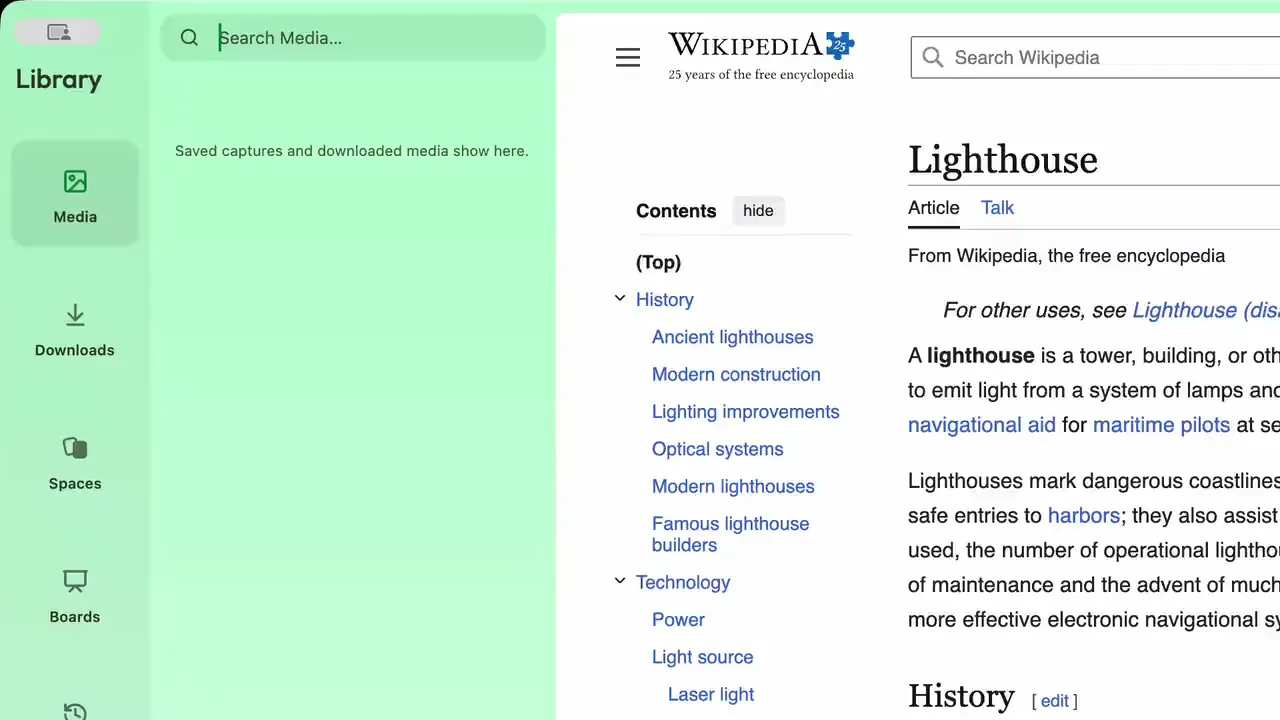 Library
Media
Downloads
Spaces
Boards
Search Media...
Saved captures and downloaded media show here.
WIKIPEDIA 25
25 years of the free encyclopedia
Search Wikipedia
Contents hide
(Top)
History
Ancient lighthouses
Modern construction
Lighting improvements
Optical systems
Modern lighthouses
Famous lighthouse
builders
Technology
Power
Light source
Laser light
Lighthouse
Article Talk
From Wikipedia, the free encyclopedia
For other uses, see Lighthouse (disa
A lighthouse is a tower, building, or oth
to emit light from a system of lamps and
navigational aid for maritime pilots at se
Lighthouses mark dangerous coastlines
safe entries to harbors; they also assist
used, the number of operational lightho
of maintenance and the advent of much
more effective electronic navigational sy
History [ edit ]